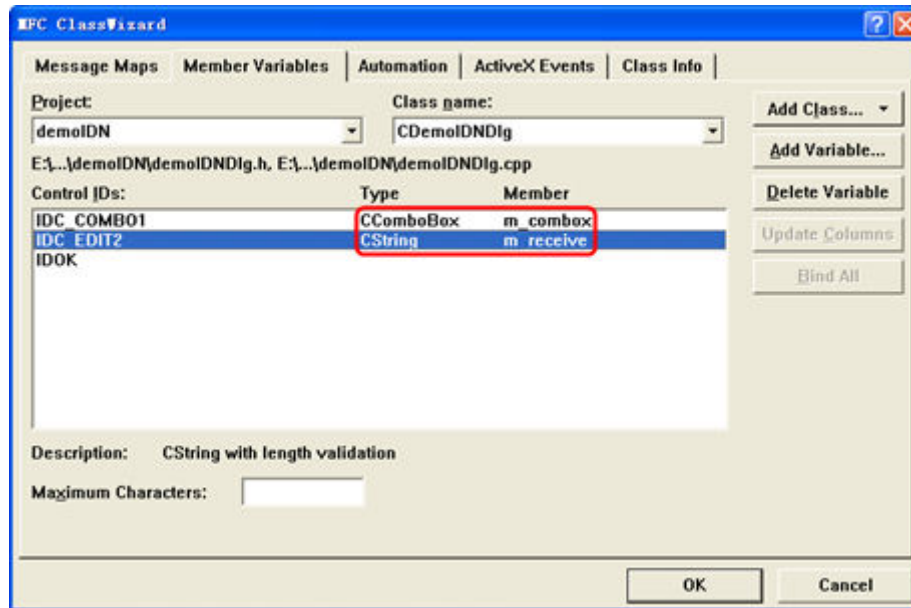 MFC ClassWizard
Message Maps Member Variables Automation ActiveX Events Class Info
Project: Class name:
demoIDN CDemoIDNDlg
Add Class...
E:\...\demoIDN\demoIDNDlg.h, E:\...\demoIDN\demoIDNDlg.cpp
Add Variable...
Control IDs: Type Member
Delete Variable
IDC_COMBO1 CComboBox m_combox
IDC_EDIT2 CString m_receive
Update Columns
IDOK
Bind All
Description: CString with length validation
Maximum Characters:
OK Cancel